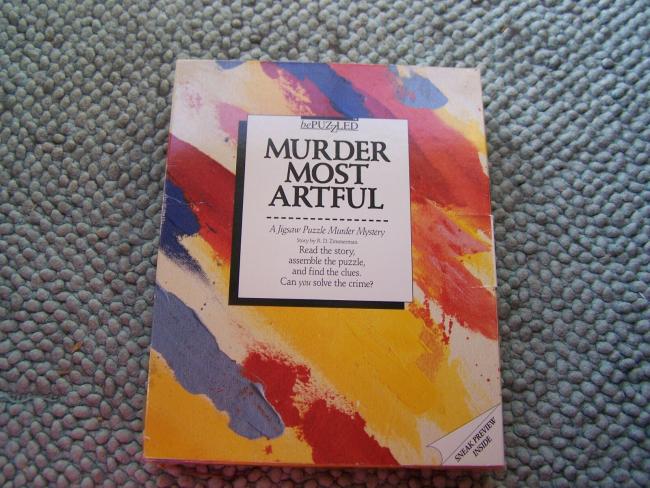 bePUZZLED
MURDER
MOST
ARTFUL
A Jigsaw Puzzle Murder Mystery
Story by R. D. Zimmerman
Read the story,
assemble the puzzle,
and find the clues.
Can you solve the crime?
SNEAK PREVIEW
INSIDE